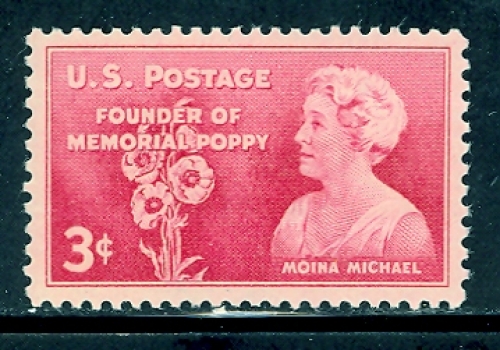 U.S. POSTAGE
FOUNDER OF
MEMORIAL POPPY
3¢
MOINA MICHAEL